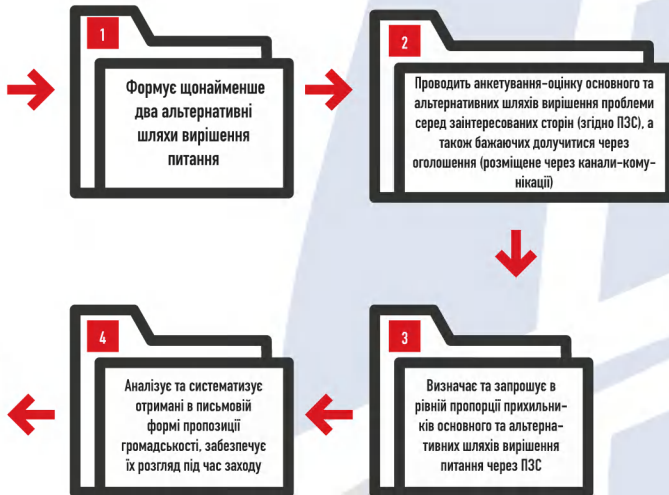 1
Формує щонайменше
два альтернативні
шляхи вирішення
питання
2
Проводить анкетування-оцінку основного та
альтернативних шляхів вирішення проблеми
серед заінтересованих сторін (згідно ПЗС), а
також бажаючих долучитися через
оголошення (розміщене через канали-кому-
нікації)
3
Визначає та запрошує в
рівній пропорції прихильни-
ків основного та альтерна-
тивних шляхів вирішення
питання через ПЗС
4
Аналізує та систематизує
отримані в письмовій
формі пропозиції
громадськості, забезпечує
їх розгляд під час заходу